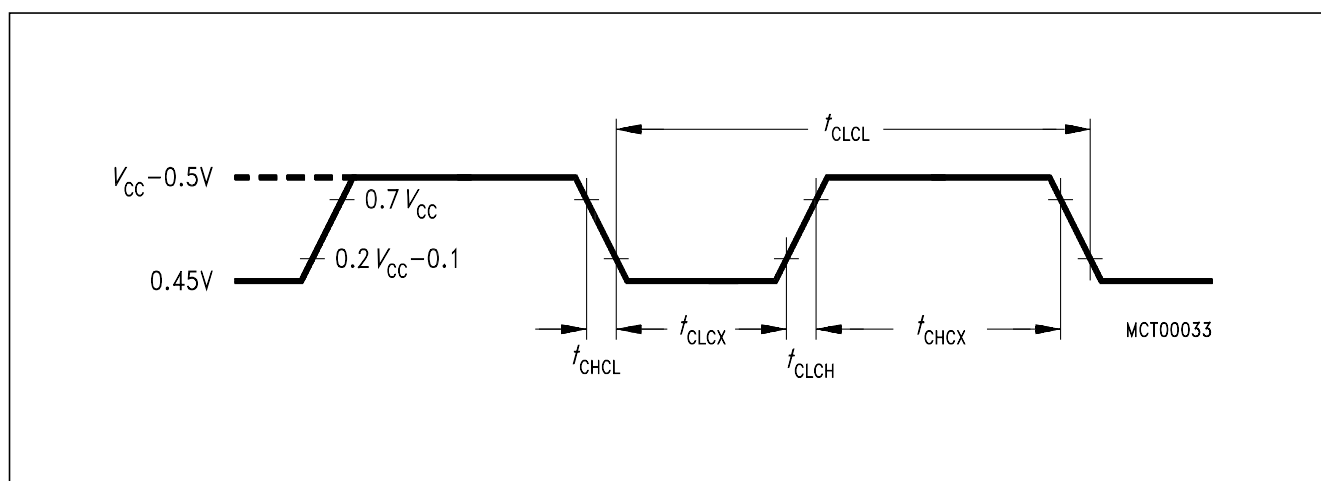 tCLCL
VCC−0.5V
0.7 VCC
0.2 VCC−0.1
0.45V
tCLCX
tCHCX
MCT00033
tCHCL
tCLCH